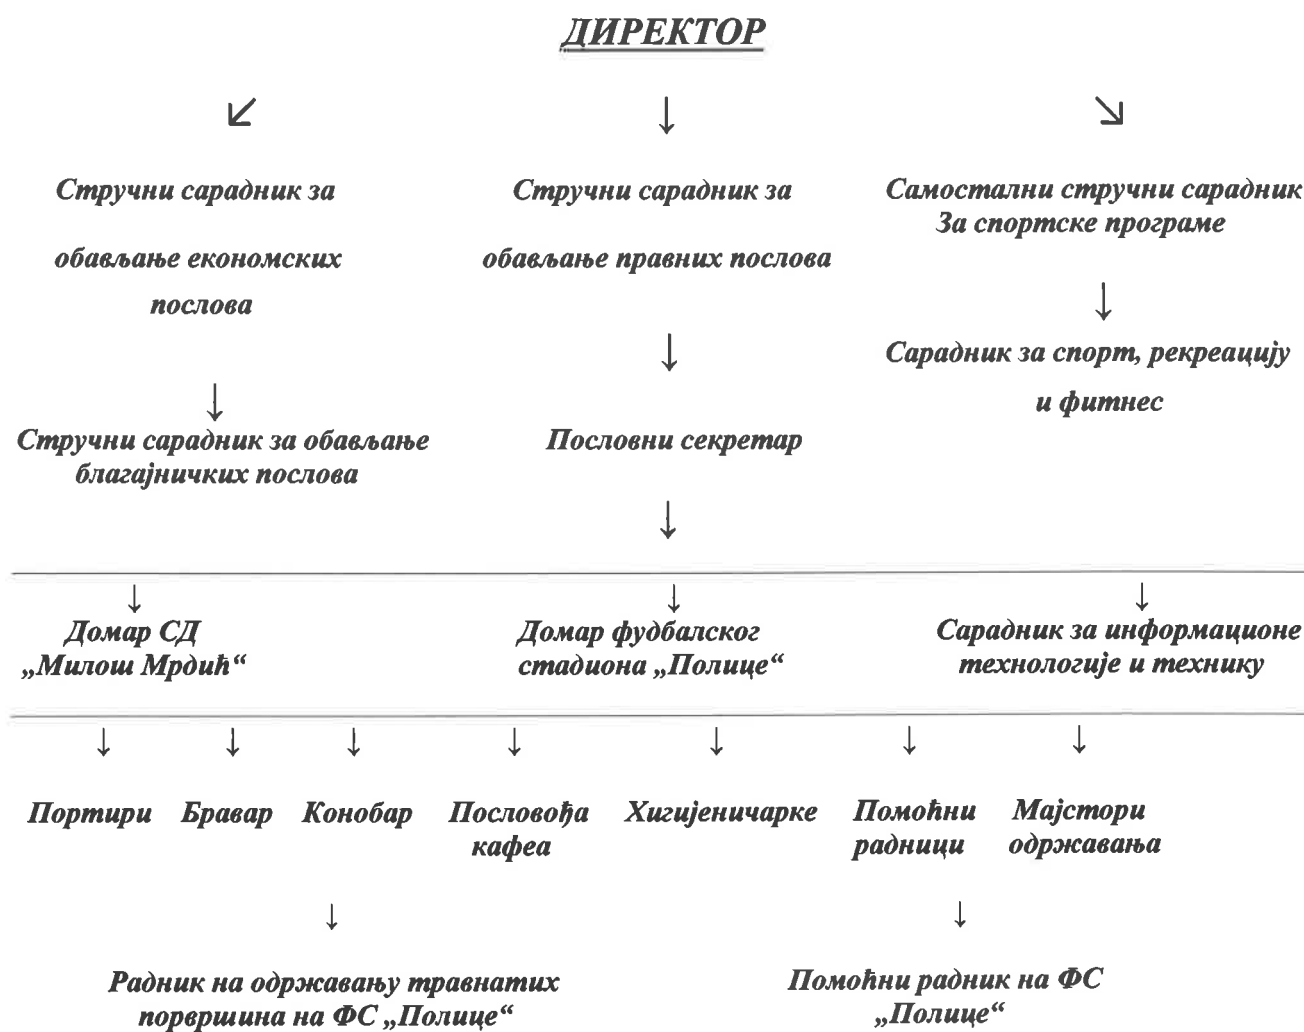 ДИРЕКТОР
Стручни сарадник за
обављање економских
послова
Стручни сарадник за
обављање правних послова
Самостални стручни сарадник
За спортске програме
Сарадник за спорт, рекреацију
и фитнес
Стручни сарадник за обављање
благајничких послова
Пословни секретар
Домар СД
„Милош Мрдић“
Домар фудбалског
стадиона „Полице“
Сарадник за информационе
технологије и технику
Портири
Бравар
Конобар
Пословођа
кафеа
Хигијеничарке
Помоћни
радници
Мајстори
одржавања
Радник на одржавању травнатих
порвршина на ФС „Полице“
Помоћни радник на ФС
„Полице“